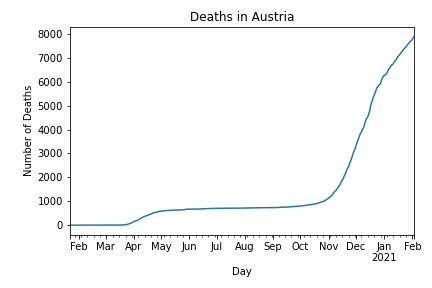 Deaths in Austria
8000
7000
6000
5000
4000
3000
2000
1000
0
Number of Deaths
Feb Mar Apr May Jun Jul Aug Sep Oct Nov Dec Jan Feb
2021
Day